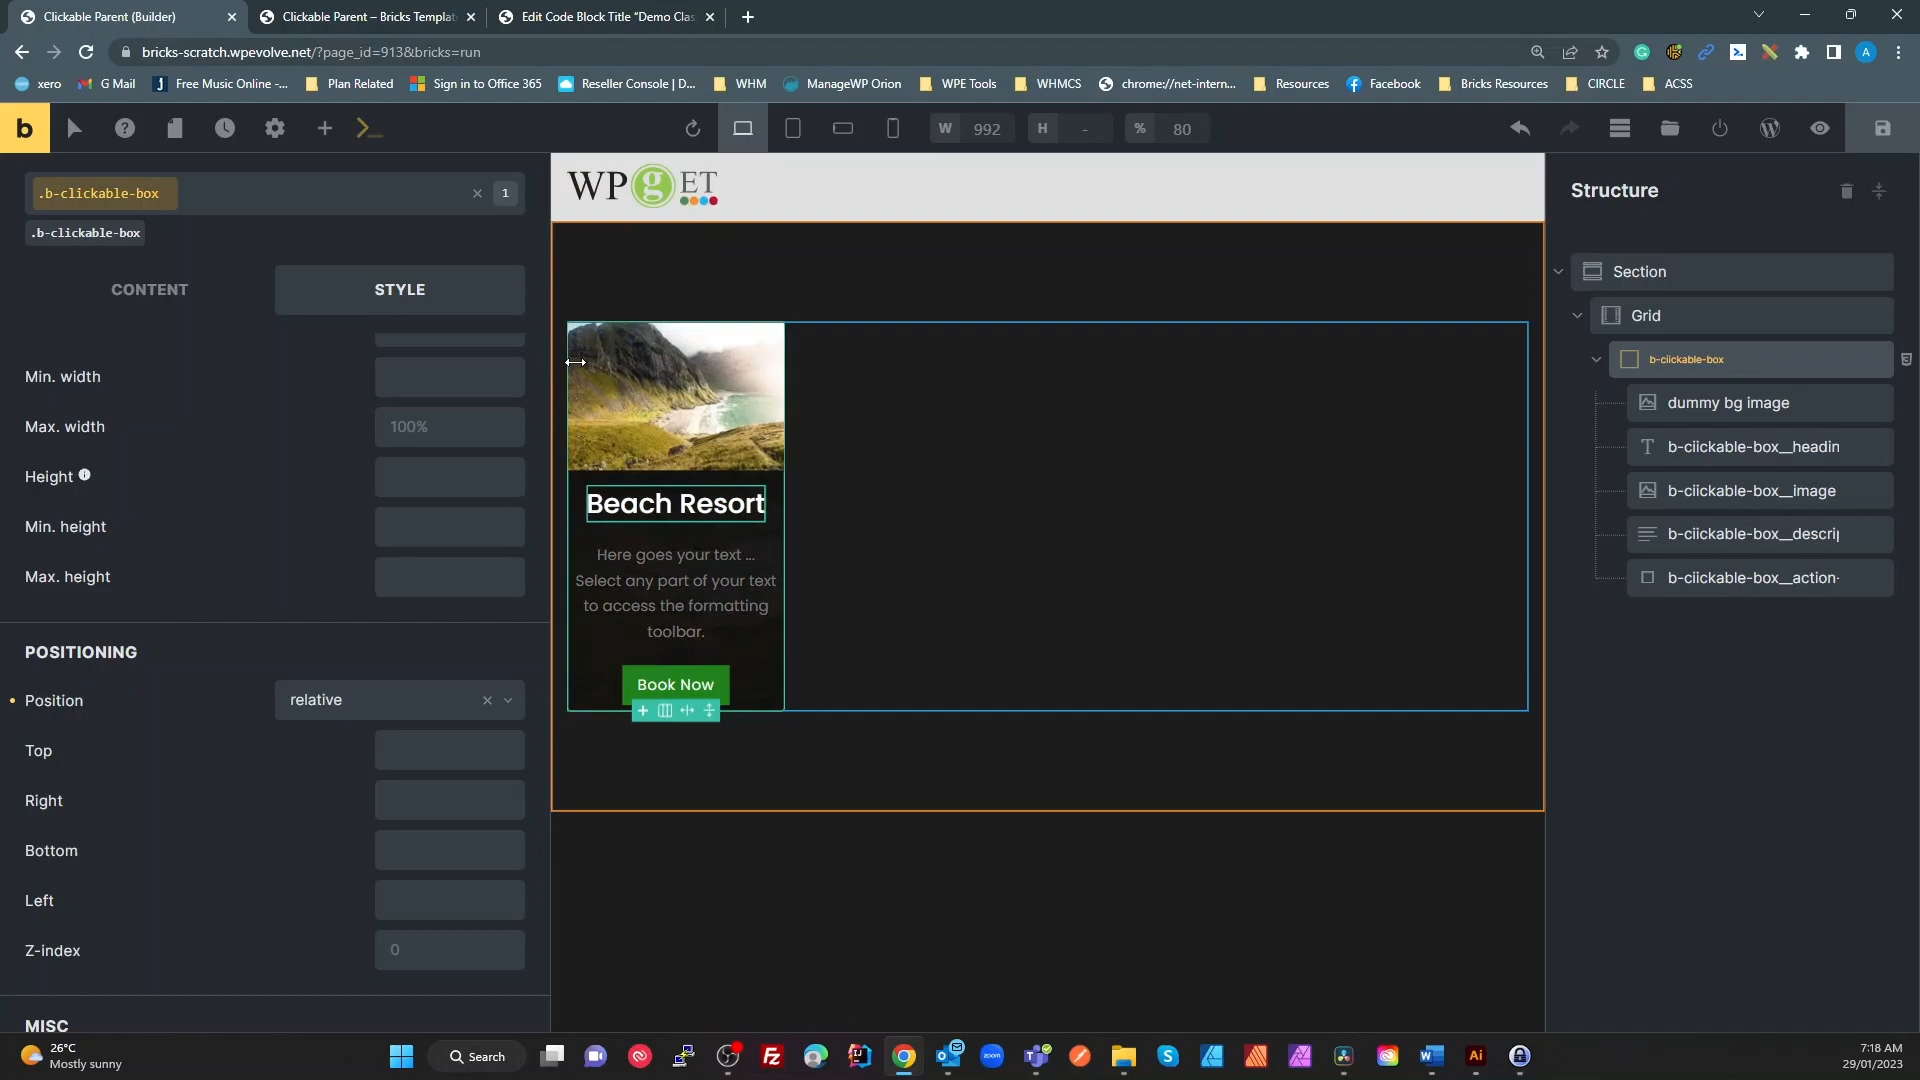 Clickable Parent (Builder)
Clickable Parent – Bricks Templat
Edit Code Block Title "Demo Clas
bricks-scratch.wpevolve.net/?page_id=913&bricks=run
A
xero
G Mail
Free Music Online -...
Plan Related
Sign in to Office 365
Reseller Console | D...
WHM
ManageWP Orion
WPE Tools
WHMCS
chrome://net-intern...
Resources
Facebook
Bricks Resources
CIRCLE
ACSS
b
W 992
H -
% 80
.b-clickable-box
1
.b-clickable-box
CONTENT
STYLE
Min. width
Max. width
100%
Height
Min. height
Max. height
POSITIONING
Position
relative
Top
Right
Bottom
Left
Z-index
0
MISC
WP g ET
Beach Resort
Here goes your text ...
Select any part of your text
to access the formatting
toolbar.
Book Now
Structure
Section
Grid
b-clickable-box
dummy bg image
b-clickable-box__headin
b-clickable-box__image
b-clickable-box__descrip
b-clickable-box__action-
26°C
Mostly sunny
Search
7:18 AM
29/01/2023